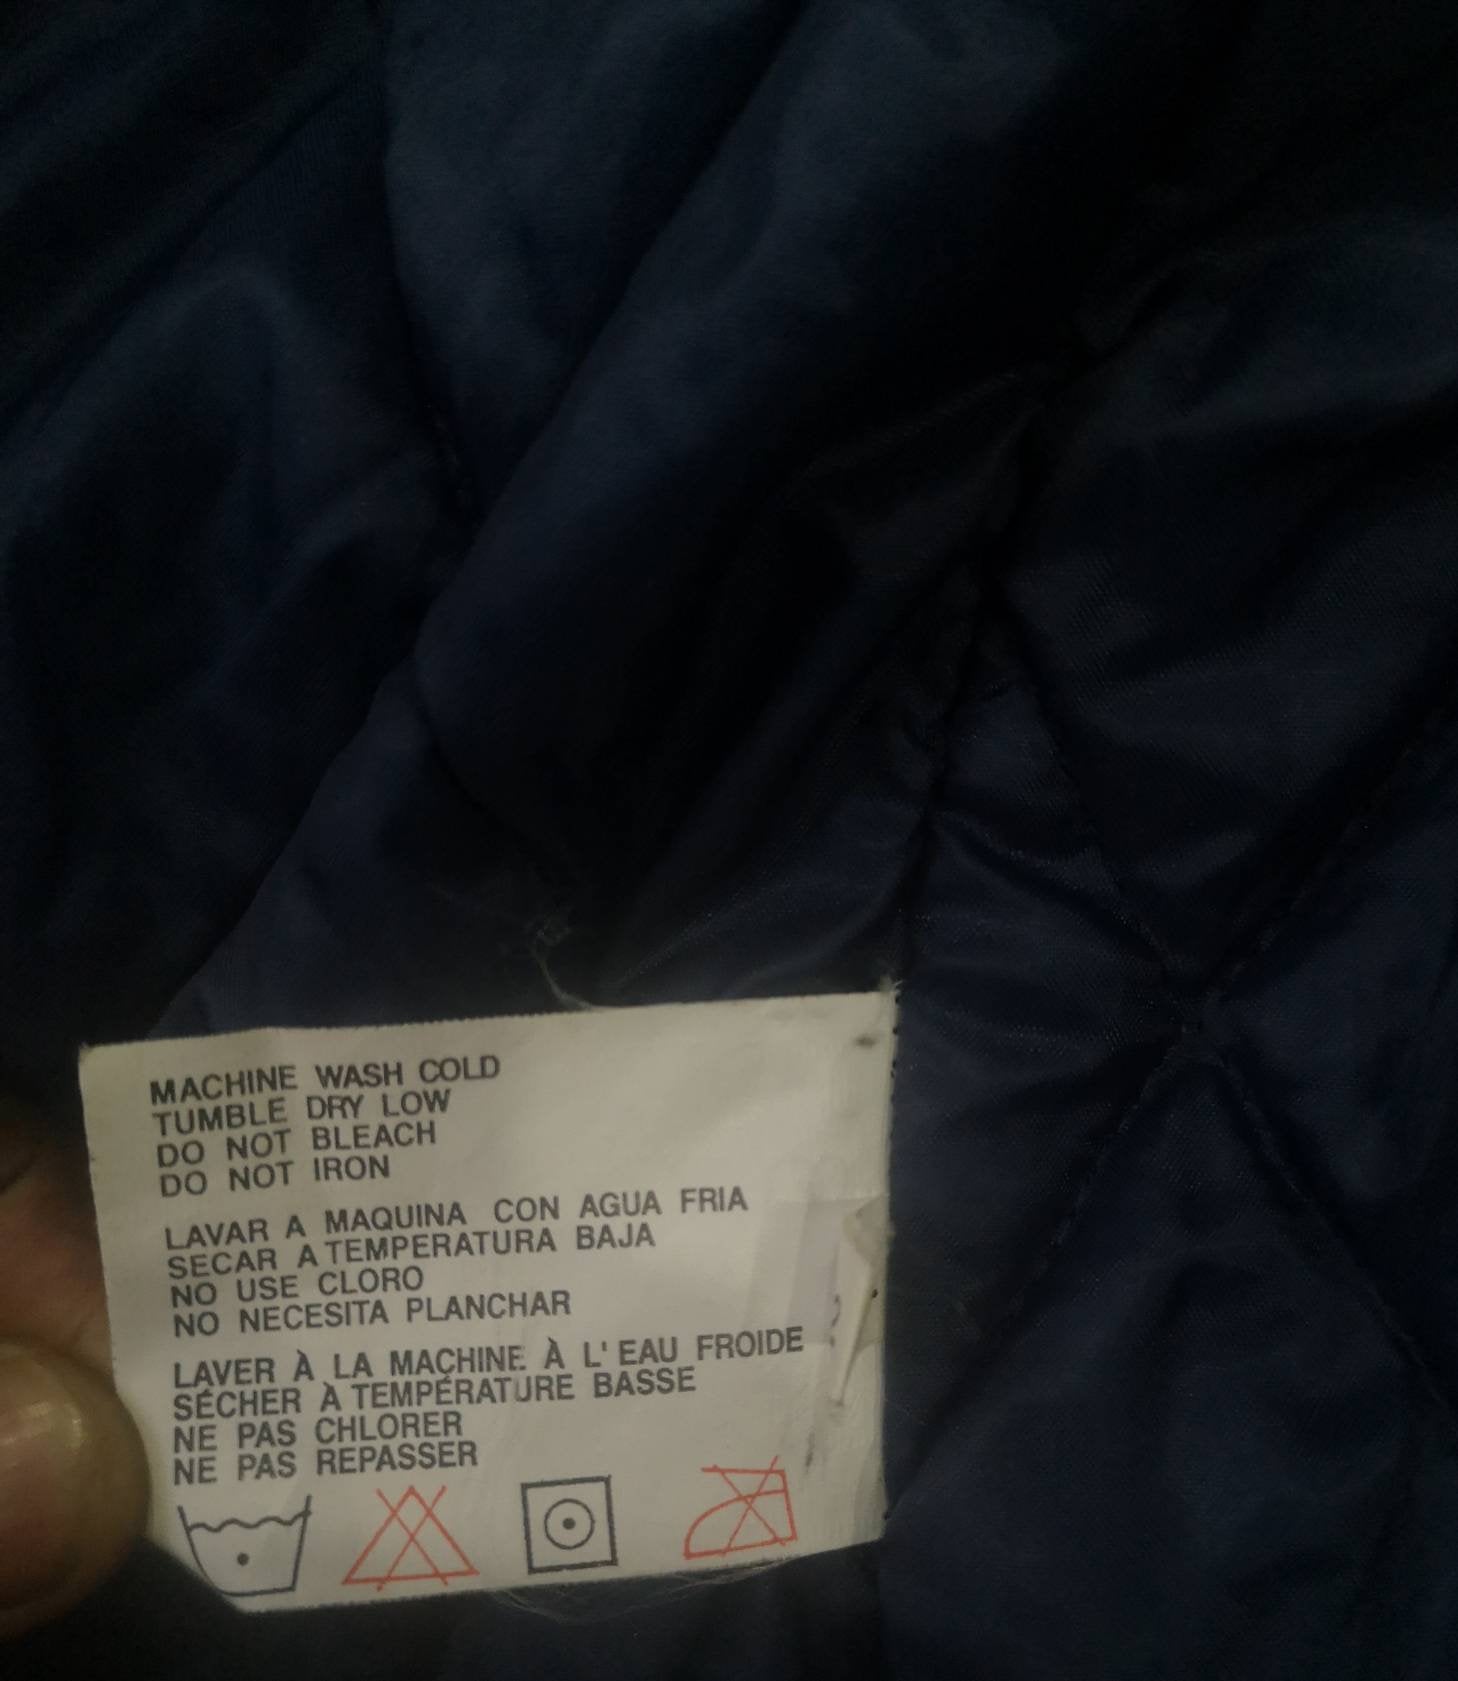 MACHINE WASH COLD
TUMBLE DRY LOW
DO NOT BLEACH
DO NOT IRON
LAVAR A MAQUINA CON AGUA FRIA
SECAR A TEMPERATURA BAJA
NO USE CLORO
NO NECESITA PLANCHAR
LAVER À LA MACHINE À L'EAU FROIDE
SÉCHER À TEMPÉRATURE BASSE
NE PAS CHLORER
NE PAS REPASSER